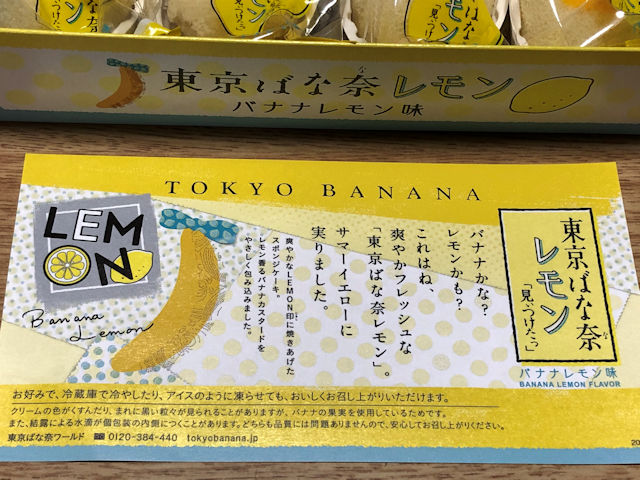 東京ばな奈レモン
バナナレモン味
TOKYO BANANA
LEMON
Banana
Lemon
バナナかな?
レモンかも?
これはね、
爽やかフレッシュな
「東京ばな奈レモン」。
サマーイエローに
実りました。
爽やかなLEMON印に焼きあげた
スポンジケーキ。
レモン香るバナナカスタードを
やさしく包み込みました。
東京ばな奈
レモン
「見ぃつけたっ」
バナナレモン味
BANANA LEMON FLAVOR
お好みで、冷蔵庫で冷やしたり、アイスのように凍らせても、おいしくお召し上がりいただけます。
クリームの色がくすんだり、まれに黒い粒々が見られることがありますが、バナナの果実を使用しているためです。
また、結露による水滴が個包装の内側につくことがあります。どちらも品質には問題ありませんので、安心してお召し上がりください。
東京ばな奈ワールド 0120-384-440 tokyobanana.jp
20